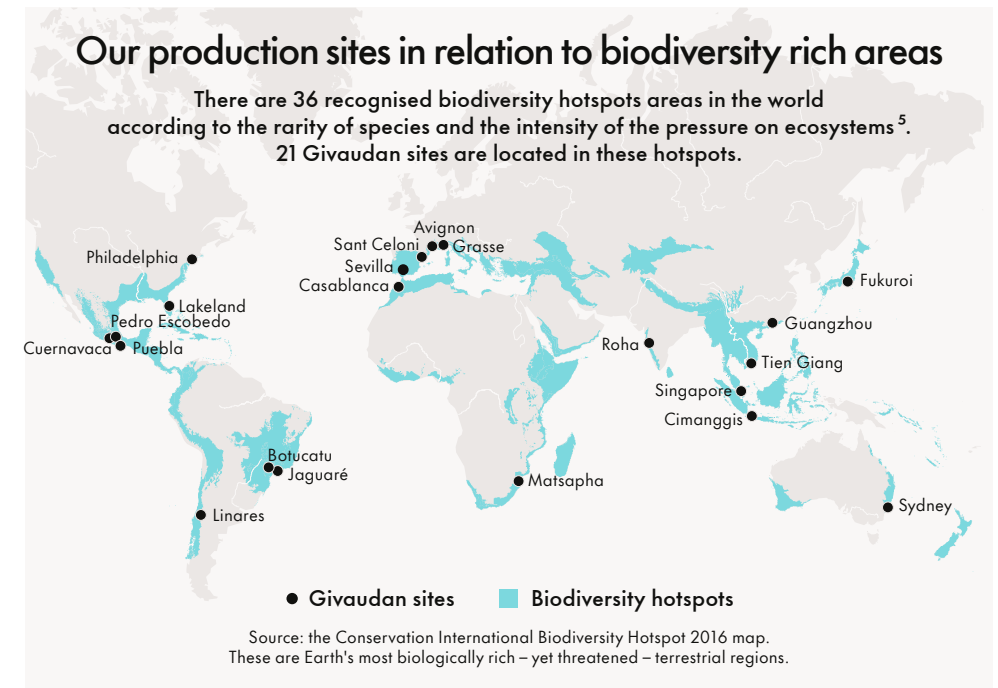 Our production sites in relation to biodiversity rich areas
There are 36 recognised biodiversity hotspots areas in the world
according to the rarity of species and the intensity of the pressure on ecosystems ⁵.
21 Givaudan sites are located in these hotspots.
Avignon
Sant Celoni
Grasse
Philadelphia
Sevilla
Casablanca
Fukuroi
Lakeland
Pedro Escobedo
Guangzhou
Cuernavaca
Puebla
Roha
Tien Giang
Singapore
Cimanggis
Botucatu
Jaguaré
Matsapha
Linares
Sydney
Givaudan sites
Biodiversity hotspots
Source: the Conservation International Biodiversity Hotspot 2016 map.
These are Earth's most biologically rich – yet threatened – terrestrial regions.